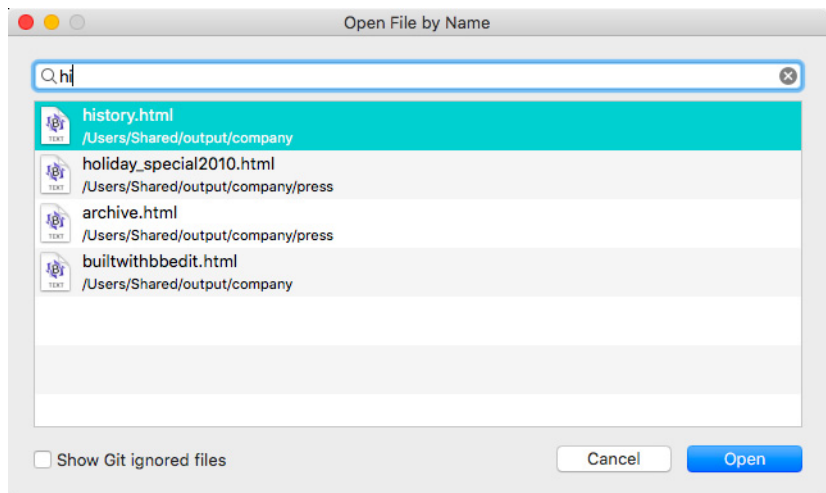 Open File by Name
hi
history.html
/Users/Shared/output/company
holiday_special2010.html
/Users/Shared/output/company/press
archive.html
/Users/Shared/output/company/press
builtwithbbedit.html
/Users/Shared/output/company
Show Git ignored files
Cancel
Open